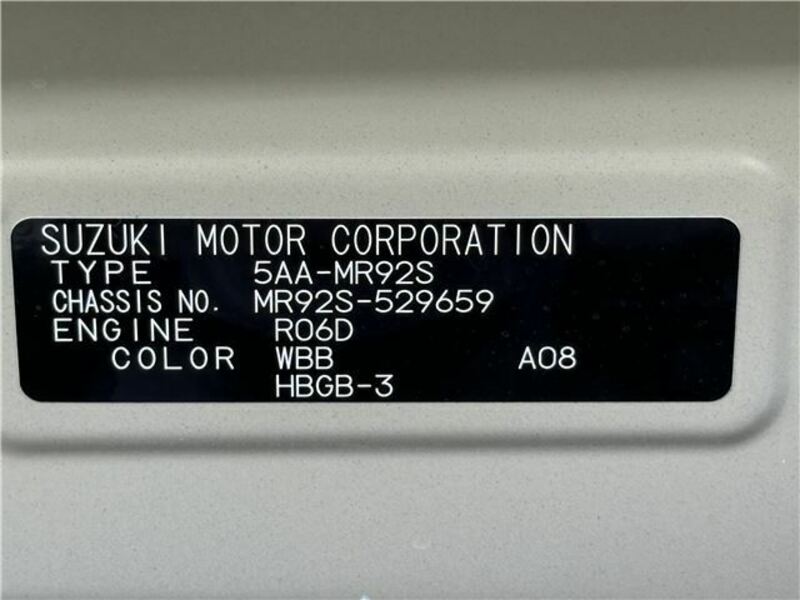 SUZUKI MOTOR CORPORATION
TYPE 5AA-MR92S
CHASSIS NO. MR92S-529659
ENGINE R06D
COLOR WBB A08
HBGB-3